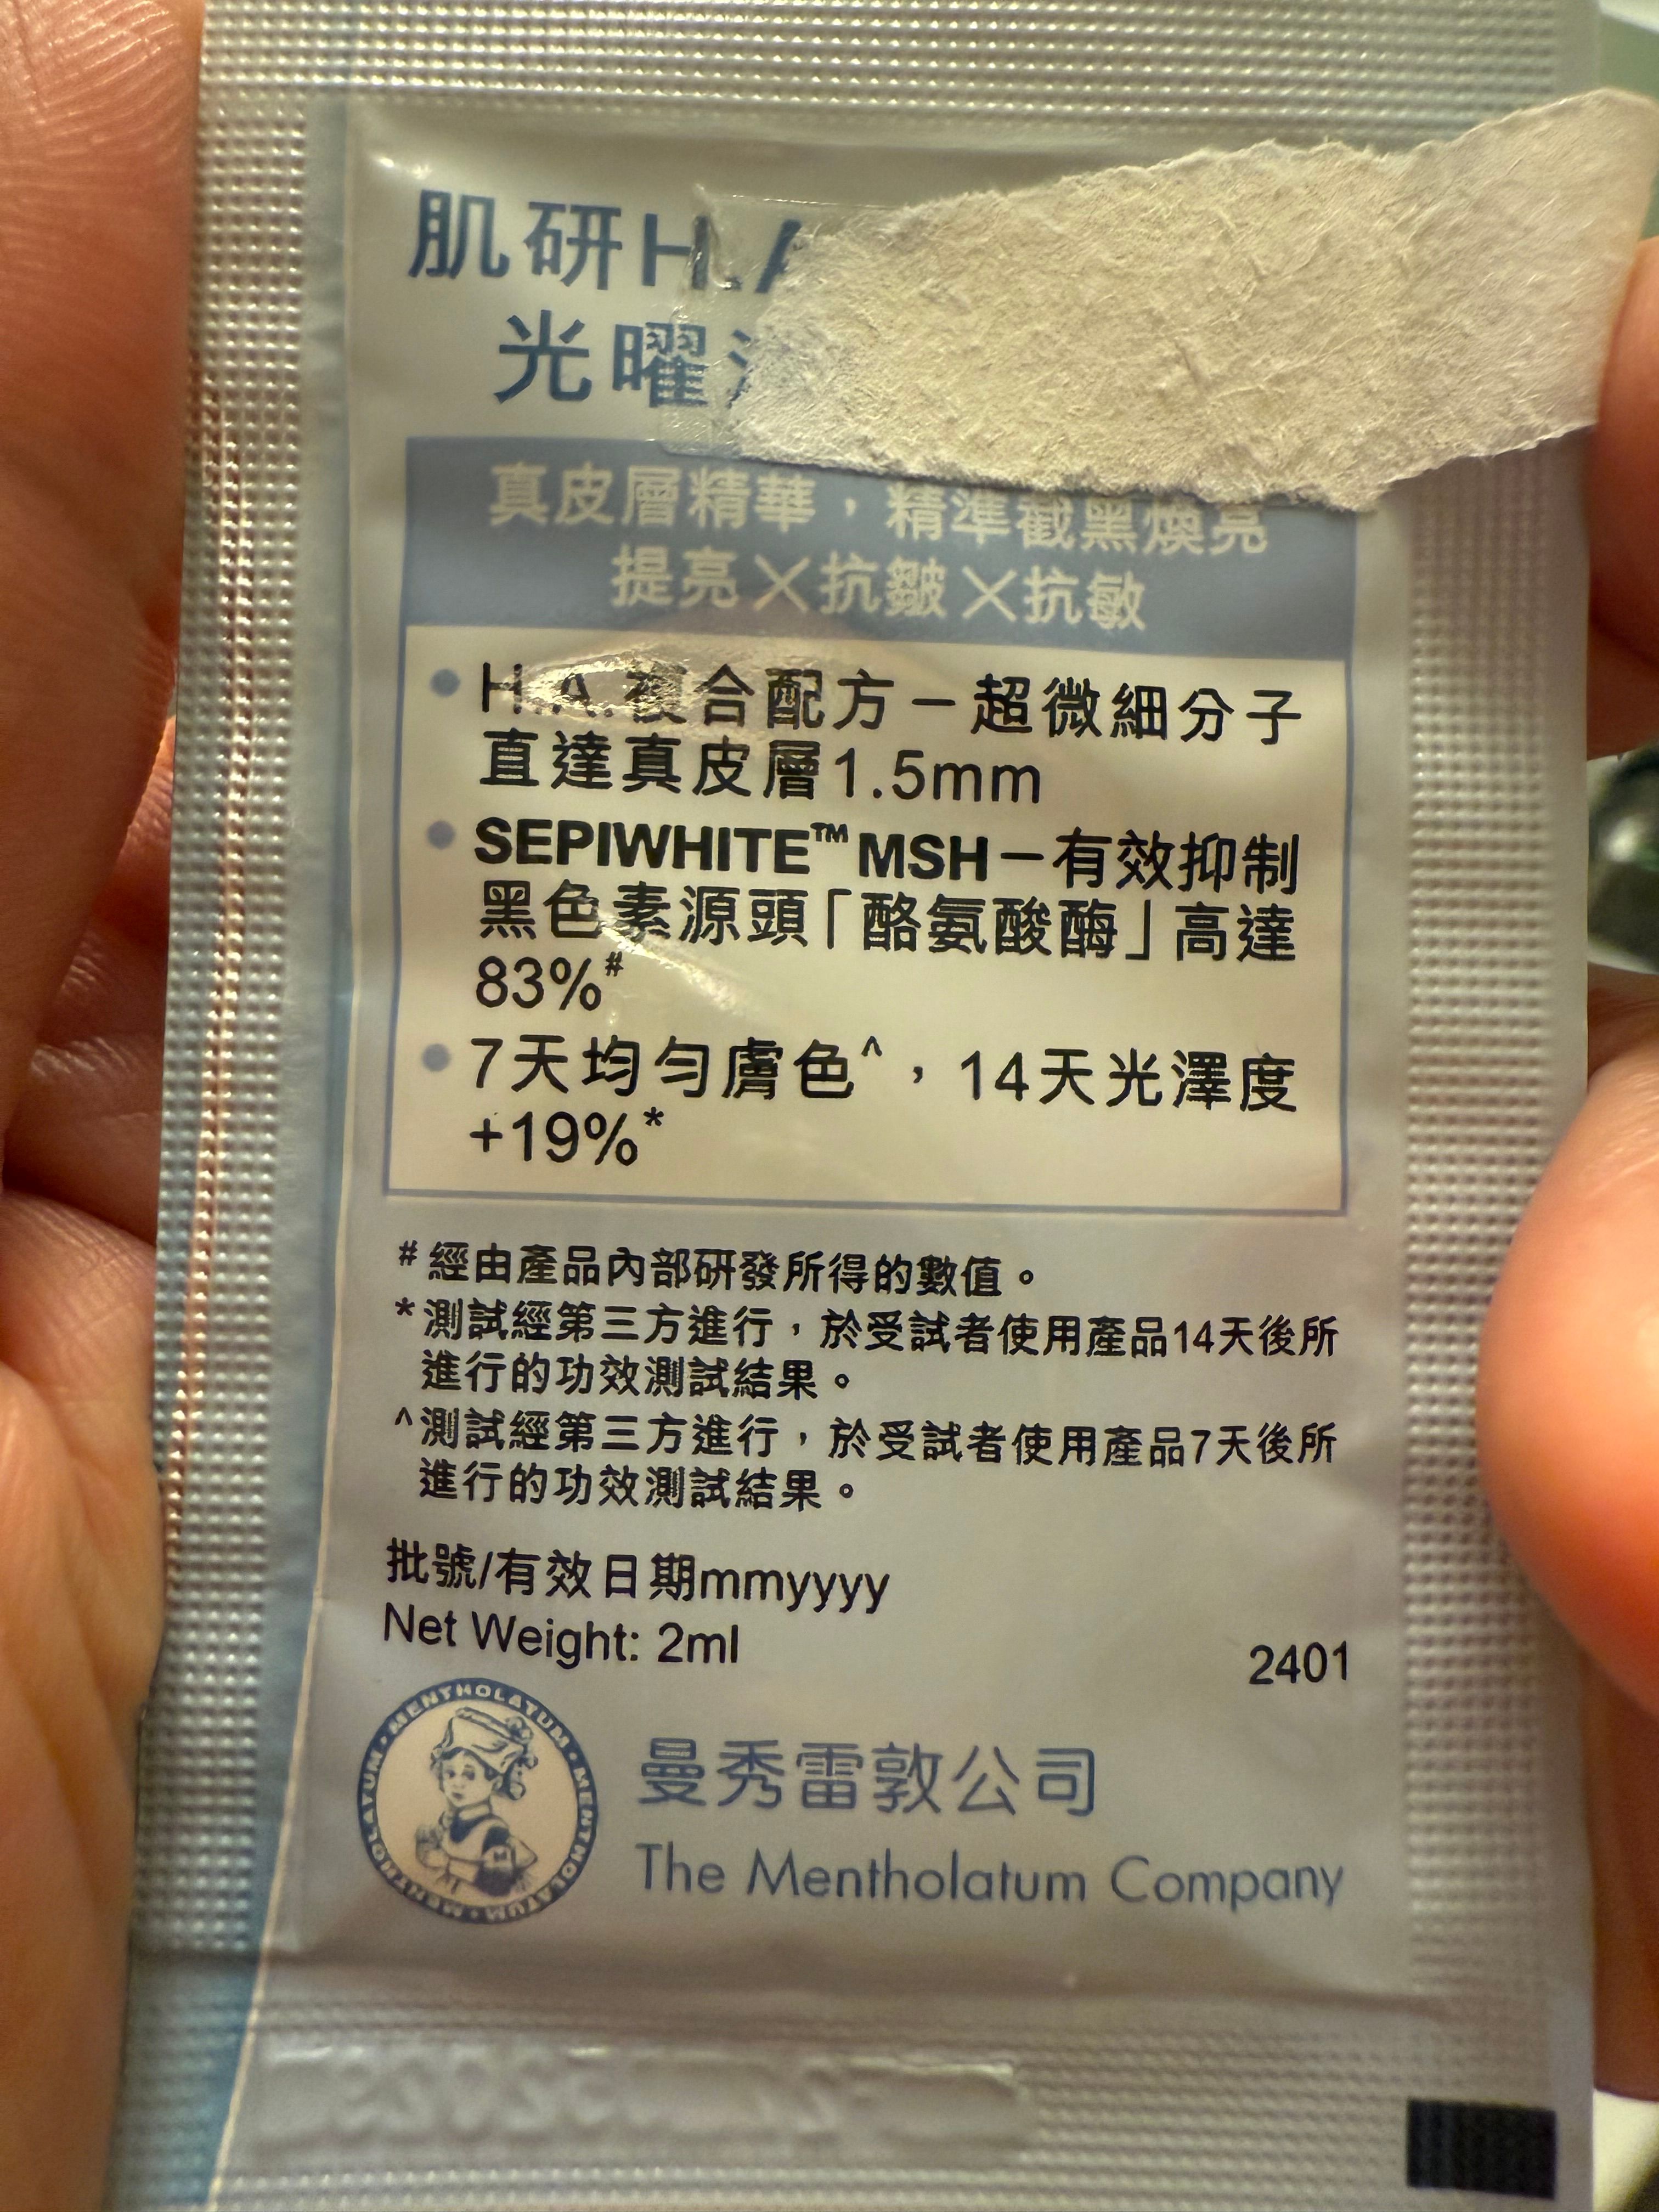 肌研H.A
光曜
真皮層精華，精準截黑煥亮
提亮╳抗皺╳抗敏
• H.A.複合配方－超微細分子
直達真皮層1.5mm
• SEPIWHITE™ MSH－有效抑制
黑色素源頭「酪氨酸酶」高達
83%#
• 7天均勻膚色^，14天光澤度
+19%*
# 經由產品內部研發所得的數值。
* 測試經第三方進行，於受試者使用產品14天後所
進行的功效測試結果。
^ 測試經第三方進行，於受試者使用產品7天後所
進行的功效測試結果。
批號/有效日期mmyyyy
Net Weight: 2ml
2401
MENTHOLATUM • MENTHOLATUM • MENTHOLATUM • MENTHOLATUM •
曼秀雷敦公司
The Mentholatum Company